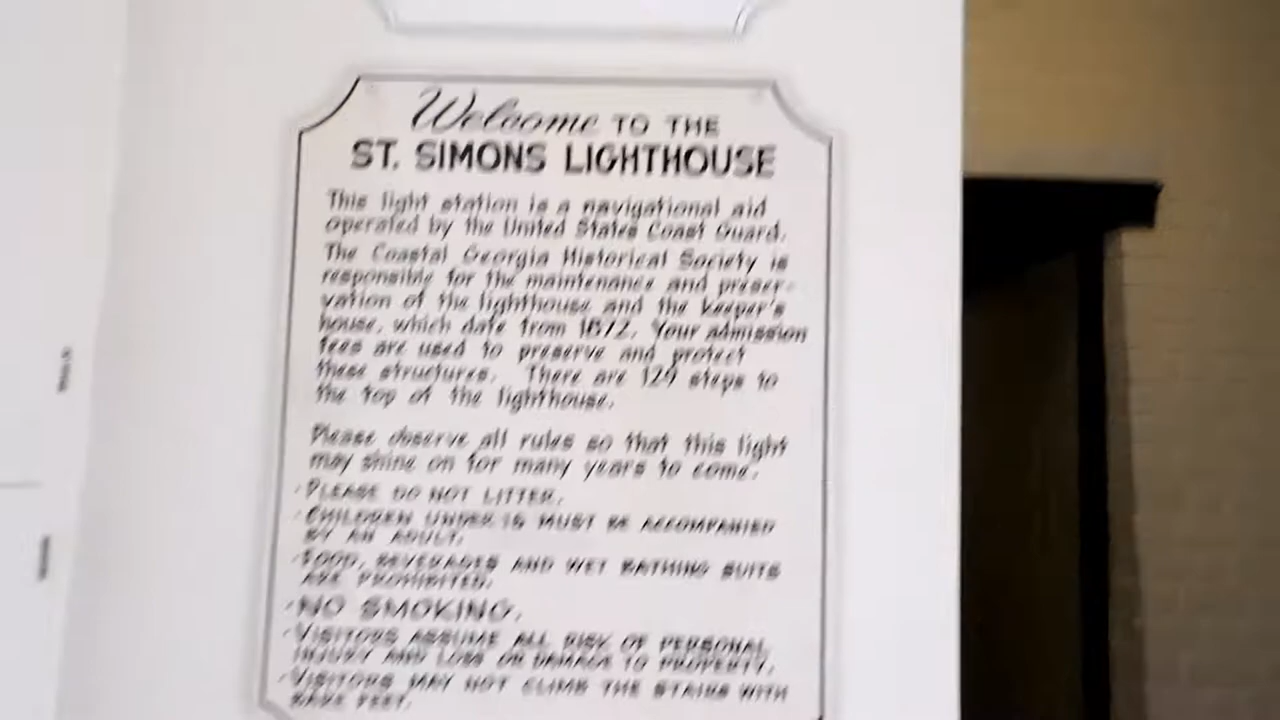 Welcome TO THE
ST. SIMONS LIGHTHOUSE
This light station is a navigational aid
operated by the United States Coast Guard.
The Coastal Georgia Historical Society is
responsible for the maintenance and preser-
vation of the lighthouse and the keeper's
house, which date from 1872. Your admission
fees are used to preserve and protect
these structures. There are 129 steps to
the top of the lighthouse.
Please observe all rules so that this light
may shine on for many years to come.
PLEASE DO NOT LITTER.
CHILDREN UNDER MUST BE ACCOMPANIED
BY AN ADULT.
FOOD, BEVERAGES AND WET BATHING SUITS
ARE PROHIBITED.
NO SMOKING.
VISITORS ASSUME ALL RISK OF PERSONAL
INJURY AND LOSS OR DAMAGE TO PROPERTY.
VISITORS MAY NOT CLIMB THE STAIRS WITH
BARE FEET.